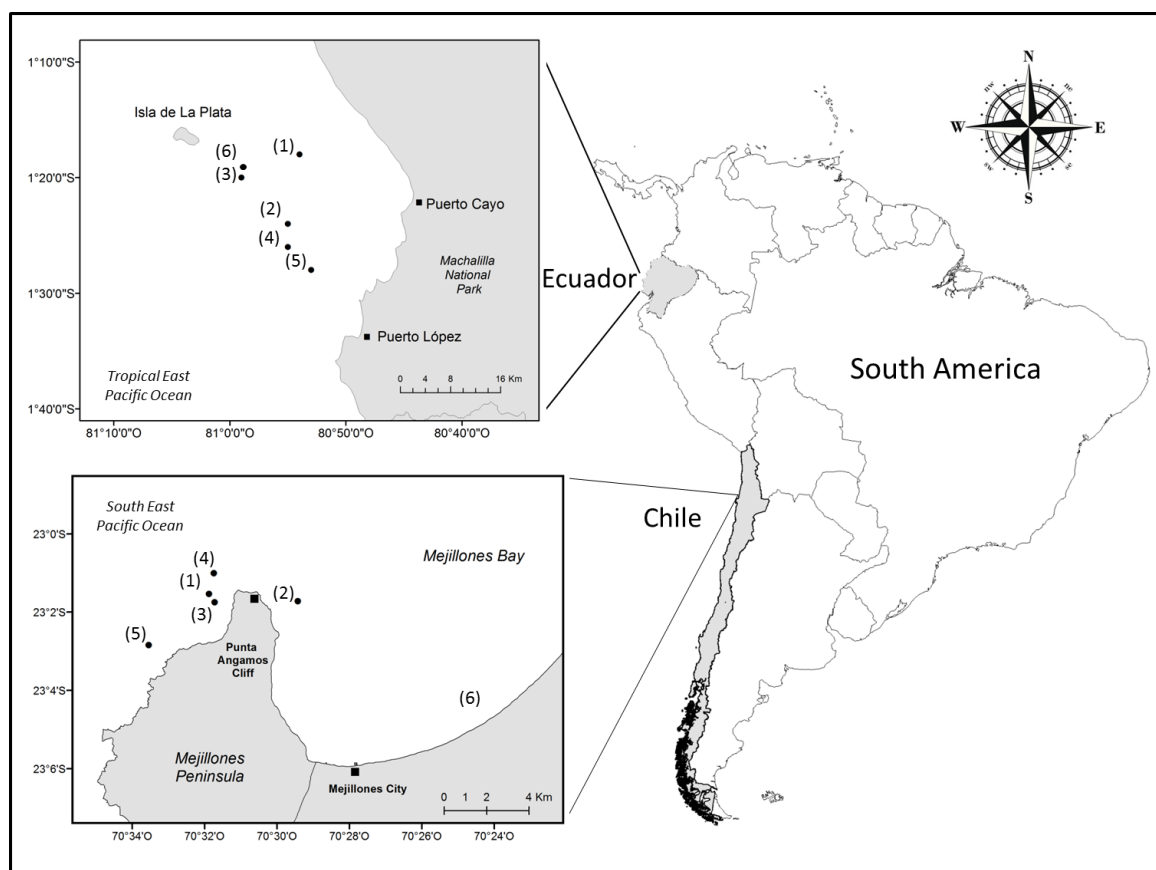 1°10'0"S
Isla de La Plata
(1)
(6)
(3)
1°20'0"S
(2)
Puerto Cayo
(4)
Machalilla
National
Park
(5)
1°30'0"S
Puerto López
Tropical East
Pacific Ocean
0 4 8 16 Km
1°40'0"S
81°10'0"O 81°0'0"O 80°50'0"O 80°40'0"O
N
ne
E
se
S
sw
W
nw
Ecuador
South America
Chile
South East
Pacific Ocean
23°0'S
Mejillones Bay
(4)
(1)
(2)
(3)
23°2'S
(5)
Punta
Angamos
Cliff
23°4'S
(6)
Mejillones
Peninsula
23°6'S
Mejillones City
0 1 2 4 Km
70°34'O 70°32'O 70°30'O 70°28'O 70°26'O 70°24'O